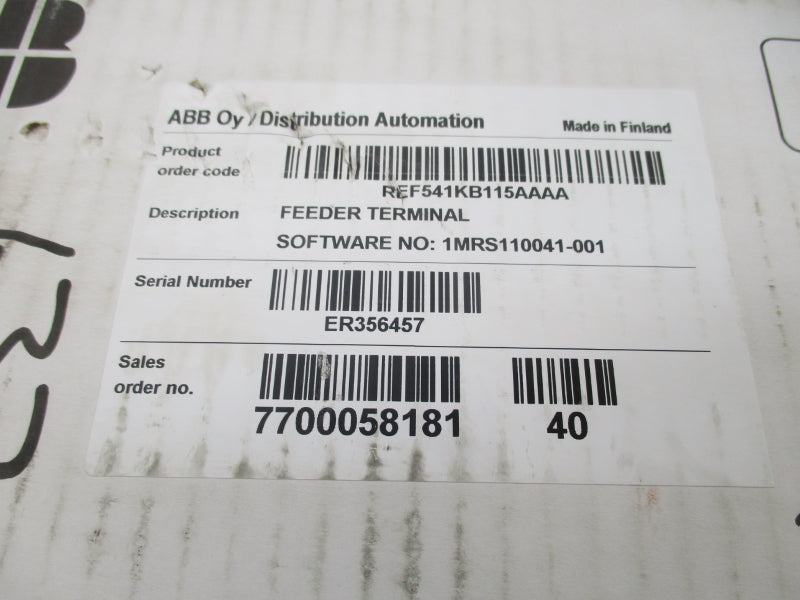 ABB Oy / Distribution Automation Made in Finland
Product order code
REF541KB115AAAA
Description FEEDER TERMINAL
SOFTWARE NO: 1MRS110041-001
Serial Number
ER356457
Sales order no.
7700058181 40